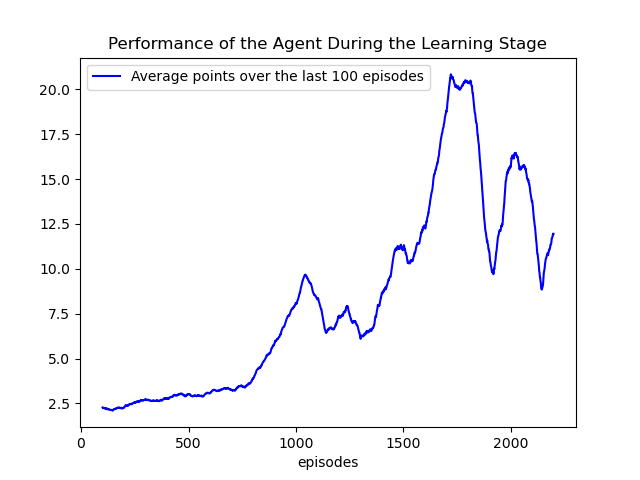 Performance of the Agent During the Learning Stage
Average points over the last 100 episodes
20.0
17.5
15.0
12.5
10.0
7.5
5.0
2.5
0 500 1000 1500 2000
episodes